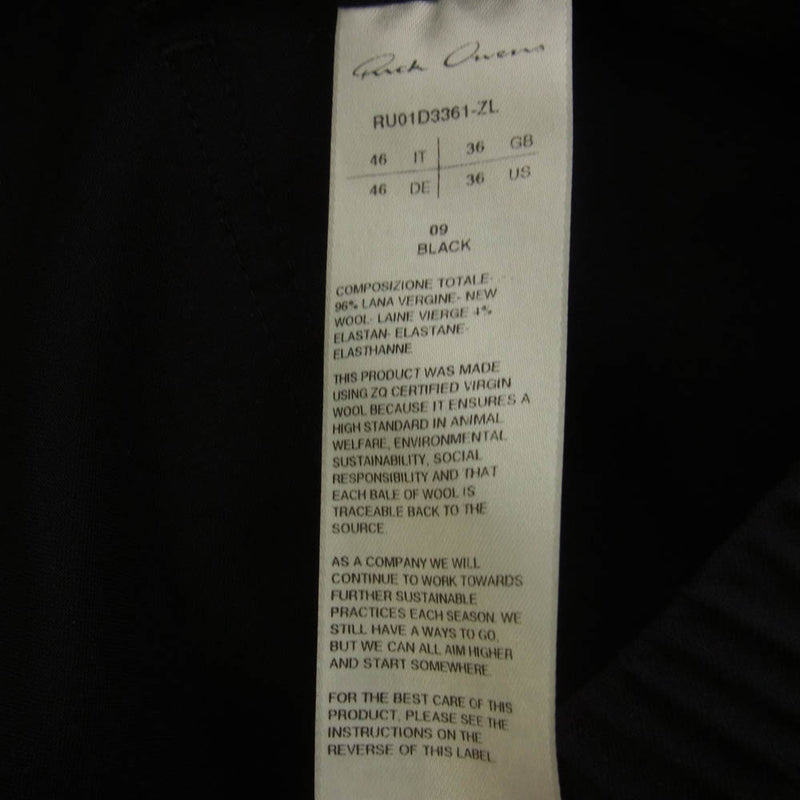 Rick Owens
RU01D3361-ZL
46 IT 36 GB
46 DE 36 US
09
BLACK
COMPOSIZIONE TOTALE-
96% LANA VERGINE- NEW
WOOL- LAINE VIERGE 4%
ELASTAN- ELASTANE-
ELASTHANNE
THIS PRODUCT WAS MADE
USING ZQ CERTIFIED VIRGIN
WOOL BECAUSE IT ENSURES A
HIGH STANDARD IN ANIMAL
WELFARE, ENVIRONMENTAL
SUSTAINABILITY, SOCIAL
RESPONSIBILITY AND THAT
EACH BALE OF WOOL IS
TRACEABLE BACK TO THE
SOURCE.
AS A COMPANY WE WILL
CONTINUE TO WORK TOWARDS
FURTHER SUSTAINABLE
PRACTICES EACH SEASON. WE
STILL HAVE A WAYS TO GO,
BUT WE CAN ALL AIM HIGHER
AND START SOMEWHERE.
FOR THE BEST CARE OF THIS
PRODUCT, PLEASE SEE THE
INSTRUCTIONS ON THE
REVERSE OF THIS LABEL.